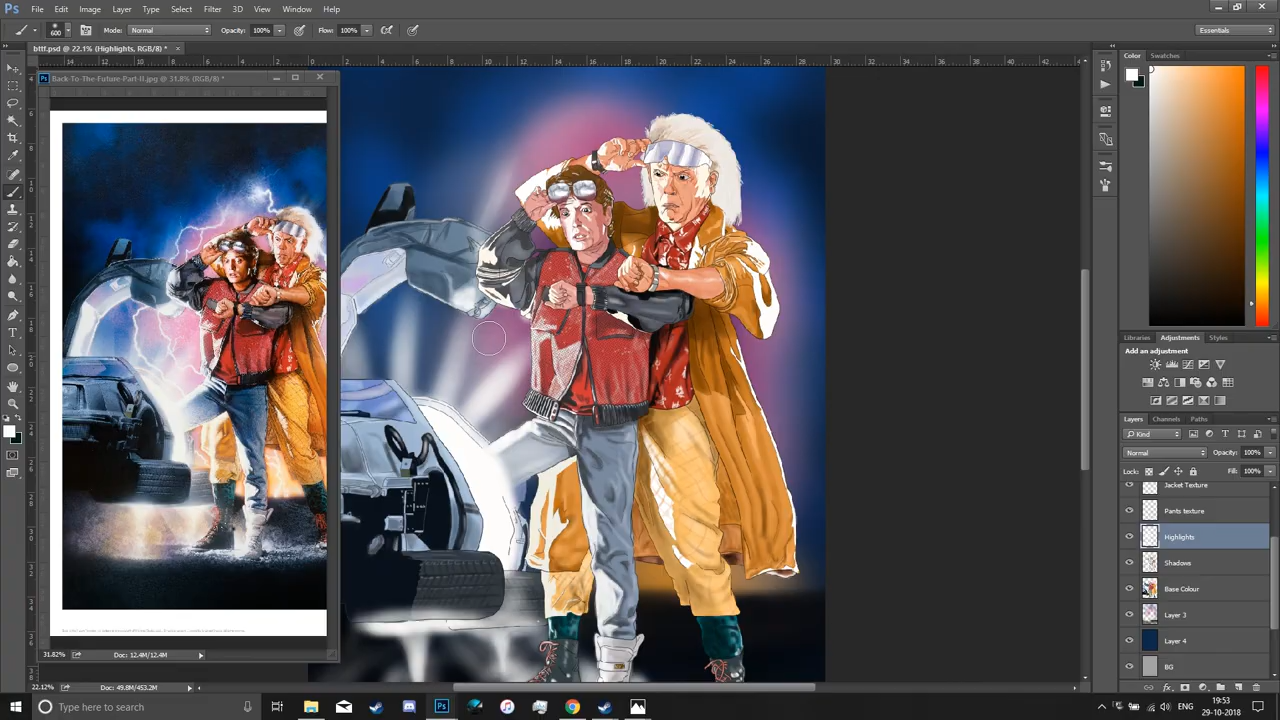 Ps File Edit Image Layer Type Select Filter 3D View Window Help
600 Mode: Normal Opacity: 100% Flow: 100% Essentials
bttf.psd @ 22.1% (Highlights, RGB/8) *
Back-To-The-Future-Part-II.jpg @ 31.8% (RGB/8) *
Color Swatches
Libraries Adjustments Styles
Add an adjustment
Layers Channels Paths
Kind
Normal Opacity: 100%
Lock: Fill: 100%
Jacket Texture
Pants texture
Highlights
Shadows
Base Colour
Layer 3
Layer 4
BG
31.82% Doc: 12.4M/12.4M
22.12% Doc: 49.8M/453.2M
Type here to search
19:53
29-10-2018